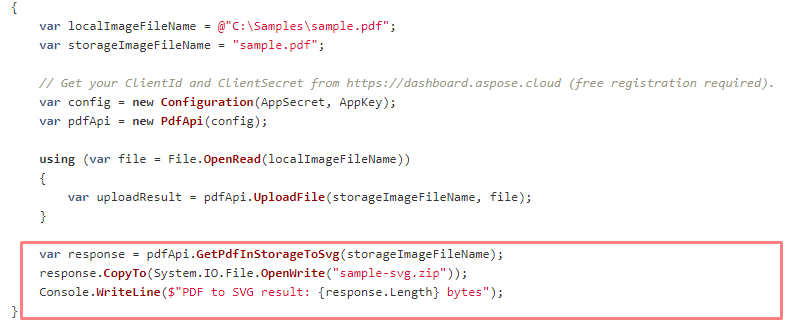 {
    var localImageFileName = @"C:\Samples\sample.pdf";
    var storageImageFileName = "sample.pdf";

    // Get your ClientId and ClientSecret from https://dashboard.aspose.cloud (free registration required).
    var config = new Configuration(AppSecret, AppKey);
    var pdfApi = new PdfApi(config);

    using (var file = File.OpenRead(localImageFileName))
    {
        var uploadResult = pdfApi.UploadFile(storageImageFileName, file);
    }

    var response = pdfApi.GetPdfInStorageToSvg(storageImageFileName);
    response.CopyTo(System.IO.File.OpenWrite("sample-svg.zip"));
    Console.WriteLine($"PDF to SVG result: {response.Length} bytes");
}